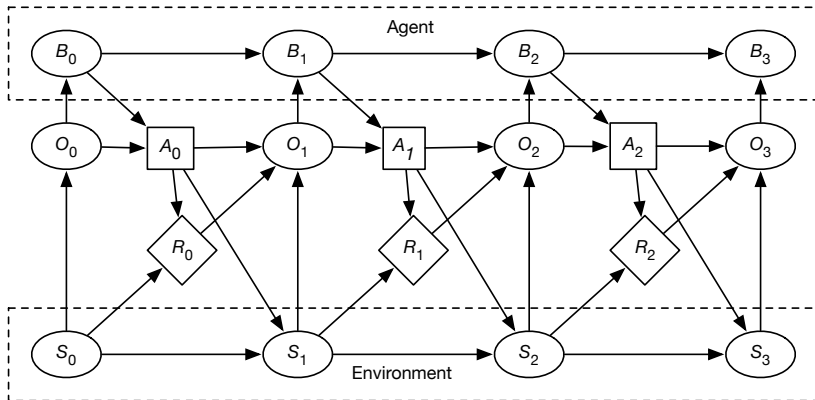 Agent
B0 B1 B2 B3
O0 A0 O1 A1 O2 A2 O3
R0 R1 R2
S0 S1 S2 S3
Environment